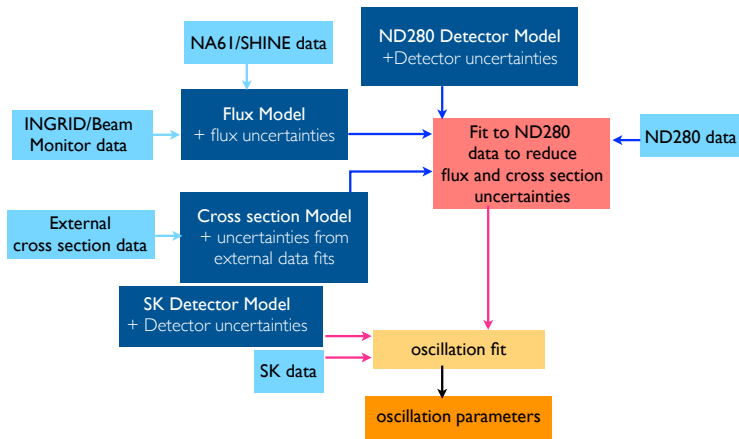 NA61/SHINE data
ND280 Detector Model
+Detector uncertainties
INGRID/Beam
Monitor data
Flux Model
+ flux uncertainties
Fit to ND280
data to reduce
flux and cross section
uncertainties
ND280 data
External
cross section data
Cross section Model
+ uncertainties from
external data fits
SK Detector Model
+ Detector uncertainties
SK data
oscillation fit
oscillation parameters